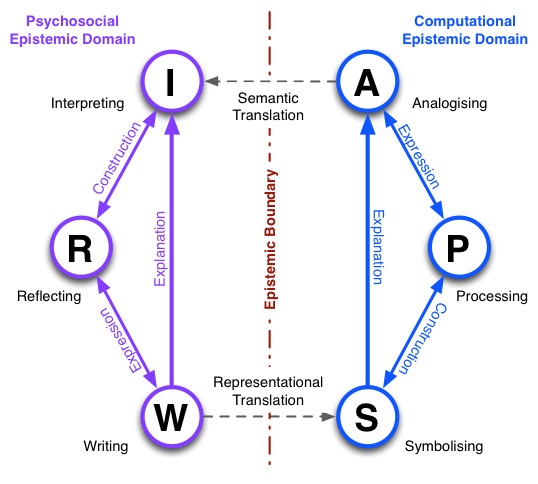 Psychosocial
Epistemic Domain
Computational
Epistemic Domain
I
A
Interpreting
Semantic
Translation
Analogising
Construction
Expression
Epistemic Boundary
Explanation
Explanation
R
P
Reflecting
Processing
Expression
Construction
Representational
Translation
W
S
Writing
Symbolising